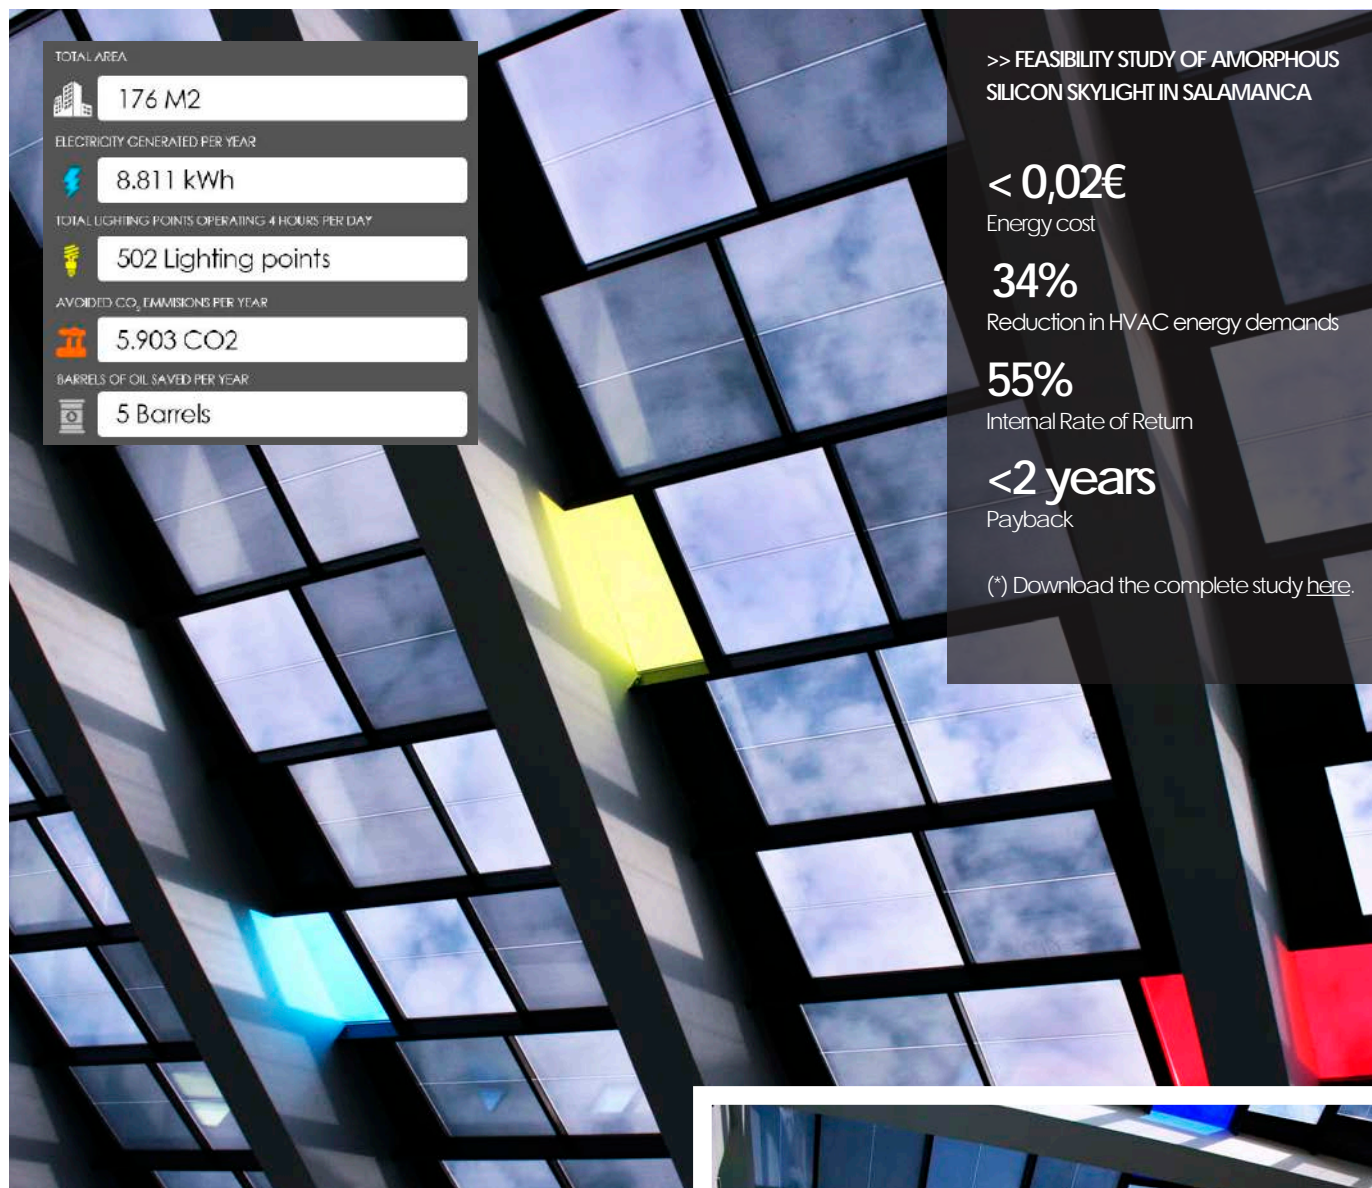 TOTAL AREA
176 M2
ELECTRICITY GENERATED PER YEAR
8.811 kWh
TOTAL LIGHTING POINTS OPERATING 4 HOURS PER DAY
502 Lighting points
AVOIDED CO₂ EMMISIONS PER YEAR
5.903 CO2
BARRELS OF OIL SAVED PER YEAR
5 Barrels
>> FEASIBILITY STUDY OF AMORPHOUS
SILICON SKYLIGHT IN SALAMANCA
< 0,02€
Energy cost
34%
Reduction in HVAC energy demands
55%
Internal Rate of Return
<2 years
Payback
(*) Download the complete study here.